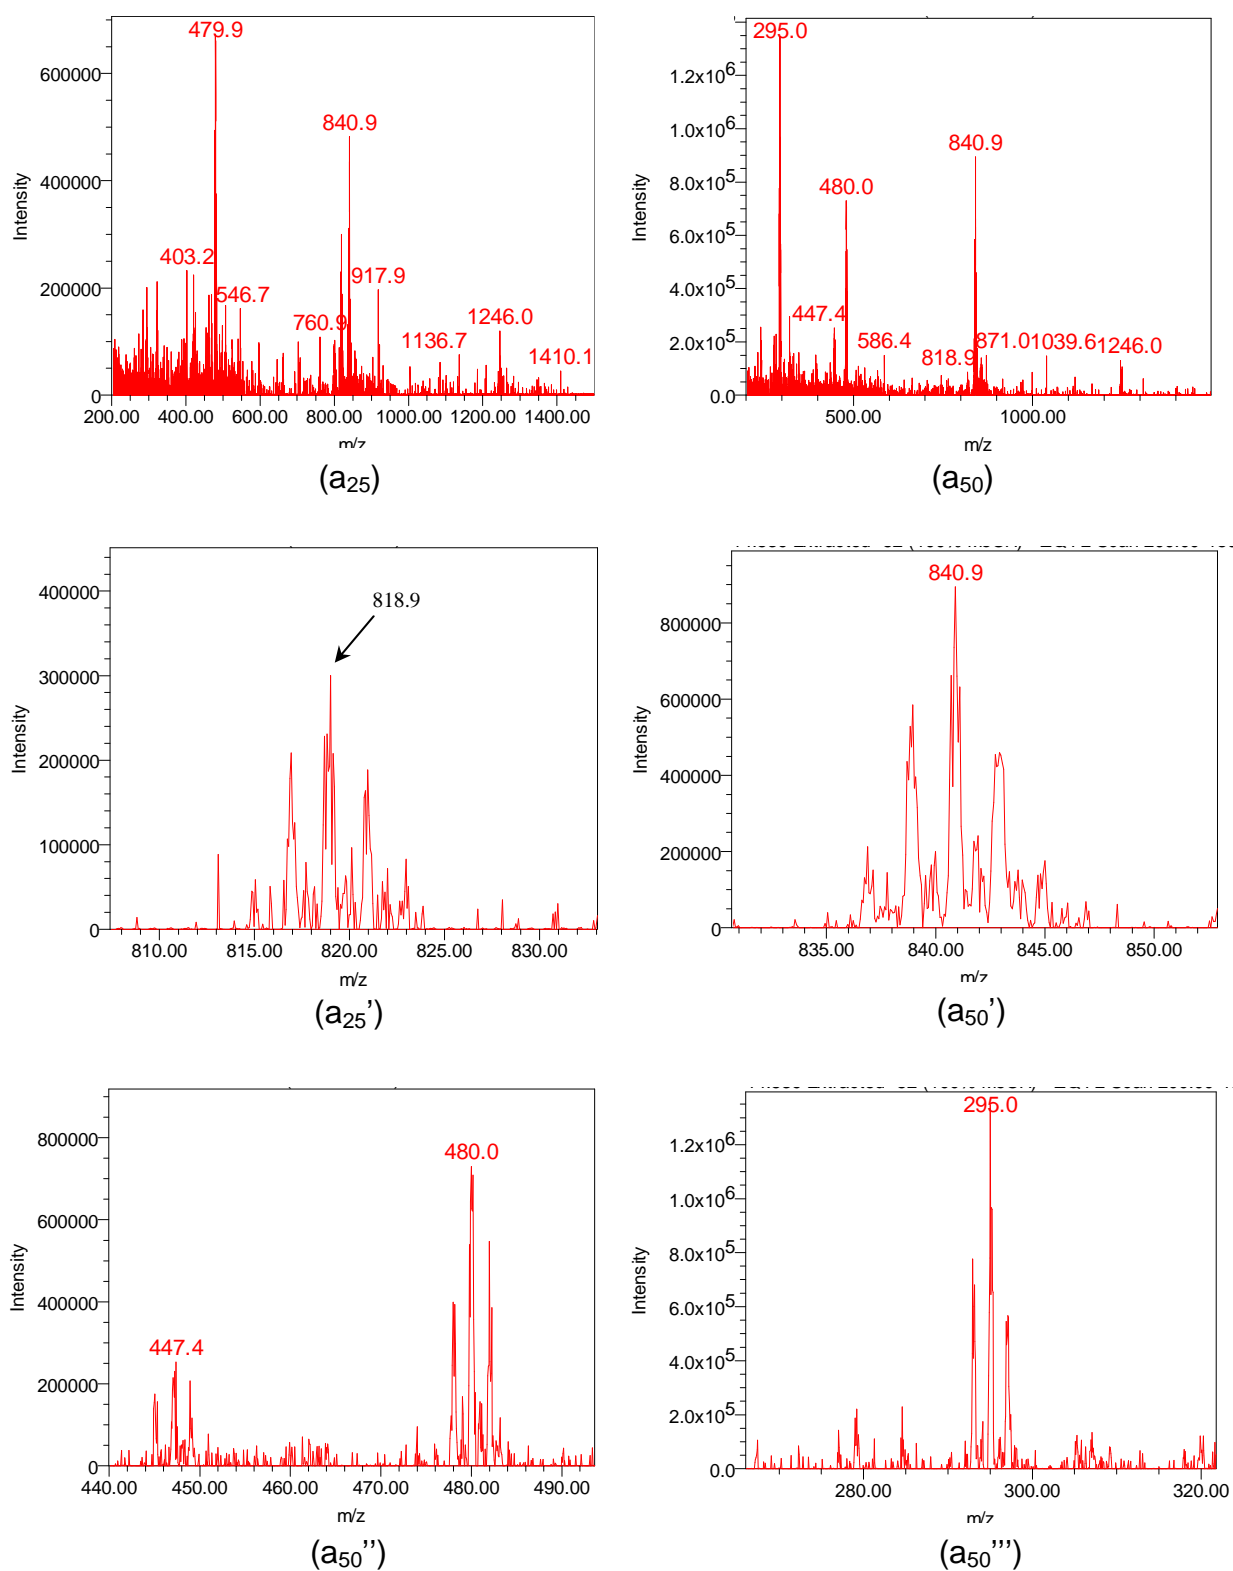 479.9
840.9
403.2
917.9
546.7
760.9
1136.7
1246.0
1410.1
600000
400000
200000
0
Intensity
200.00 400.00 600.00 800.00 1000.00 1200.00 1400.00
m/z
(a25)
295.0
840.9
480.0
447.4
586.4
818.9
871.0
1039.6
1246.0
1.2x10^6
1.0x10^6
8.0x10^5
6.0x10^5
4.0x10^5
2.0x10^5
0.0
Intensity
500.00 1000.00
m/z
(a50)
818.9
400000
300000
200000
100000
0
Intensity
810.00 815.00 820.00 825.00 830.00
m/z
(a25')
840.9
800000
600000
400000
200000
0
Intensity
835.00 840.00 845.00 850.00
m/z
(a50')
480.0
447.4
800000
600000
400000
200000
0
Intensity
440.00 450.00 460.00 470.00 480.00 490.00
m/z
(a50'')
295.0
1.2x10^6
1.0x10^6
8.0x10^5
6.0x10^5
4.0x10^5
2.0x10^5
0.0
Intensity
280.00 300.00 320.00
m/z
(a50''')